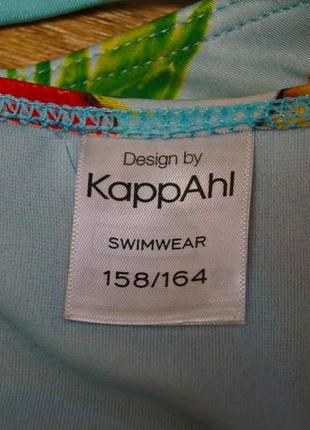 Design by
KappAhl
SWIMWEAR
158/164